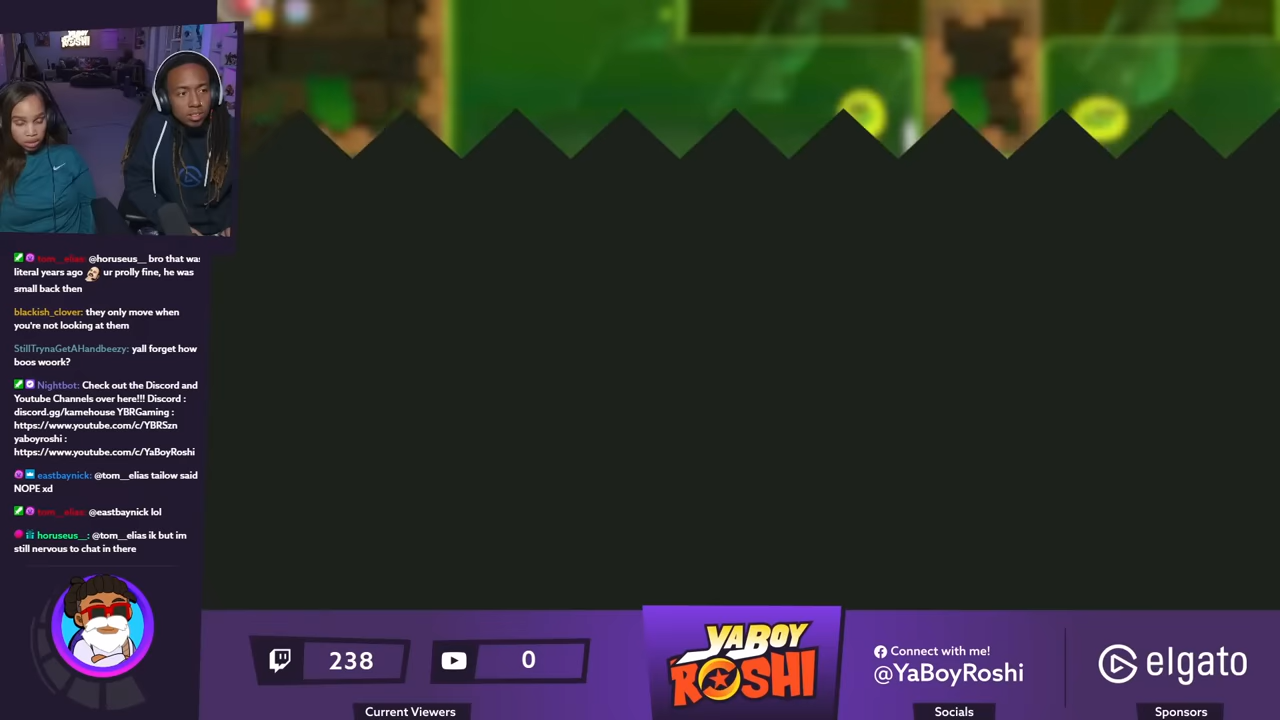 YABOY
ROSHI
tom__elias: @horuseus__ bro that was
literal years ago ur prolly fine, he was
small back then
blackish_clover: they only move when
you're not looking at them
StillTrynaGetAHandbeezy: yall forget how
boos woork?
Nightbot: Check out the Discord and
Youtube Channels over here!!! Discord :
discord.gg/kamehouse YBRGaming :
https://www.youtube.com/c/YBRSzn
yaboyroshi :
https://www.youtube.com/c/YaBoyRoshi
eastbaynick: @tom__elias tailow said
NOPE xd
tom__elias: @eastbaynick lol
horuseus__: @tom__elias ik but im
still nervous to chat in there
238
0
Current Viewers
YABOY
ROSHI
Connect with me!
@YaBoyRoshi
Socials
elgato
Sponsors